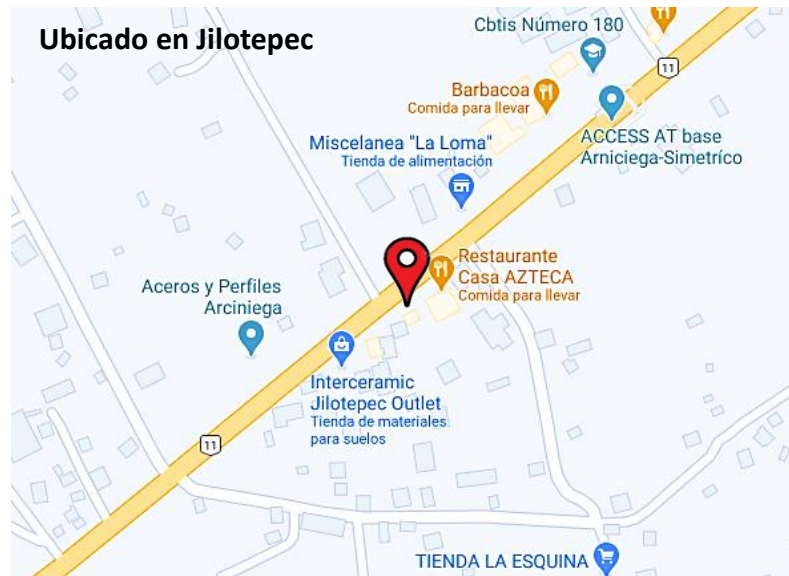 Ubicado en Jilotepec
Cbtis Número 180
11
Barbacoa
Comida para llevar
ACCESS AT base
Arniciega-Simetríco
Miscelanea "La Loma"
Tienda de alimentación
Restaurante
Casa AZTECA
Comida para llevar
Aceros y Perfiles
Arciniega
Interceramic
Jilotepec Outlet
Tienda de materiales
para suelos
11
TIENDA LA ESQUINA